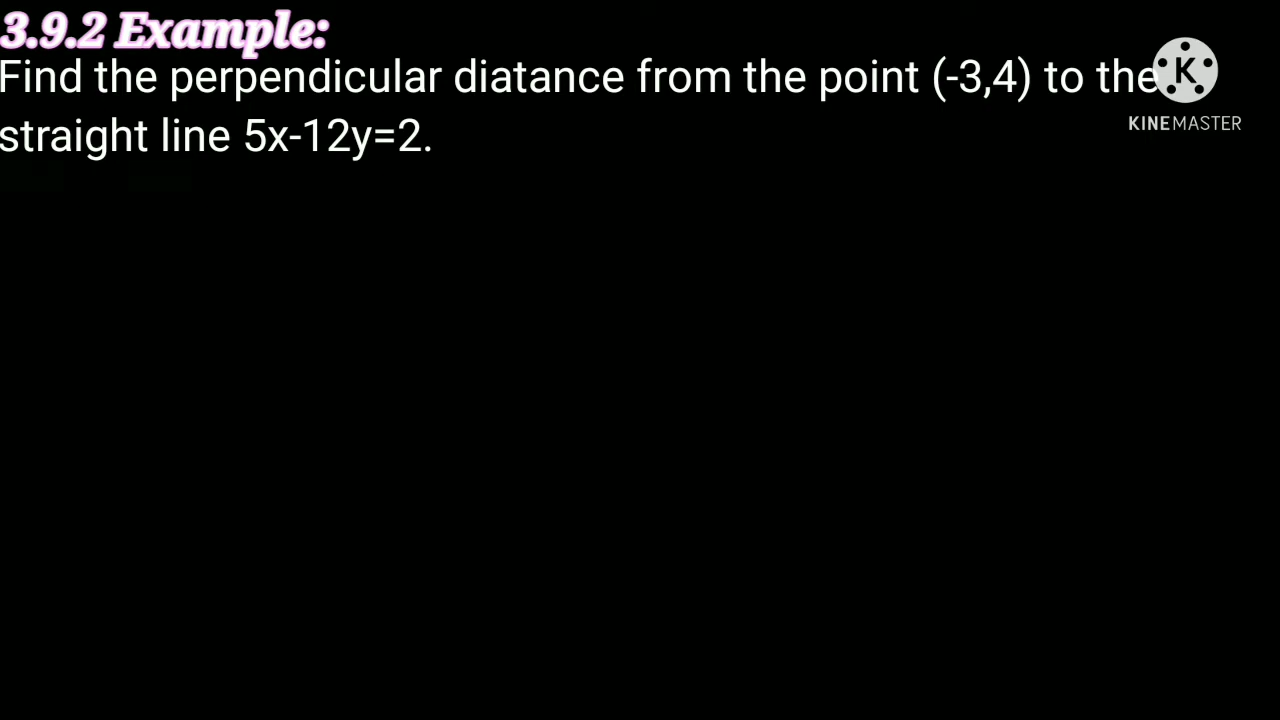 3.9.2 Example:
Find the perpendicular diatance from the point (-3,4) to the
straight line 5x-12y=2.
K
KINEMASTER